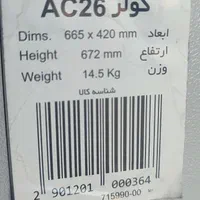 کولر AC26
Dims. 665 x 420 mm ابعاد
Height 672 mm ارتفاع
Weight 14.5 Kg وزن
شناسه کالا
2 901201 000364
715990-00